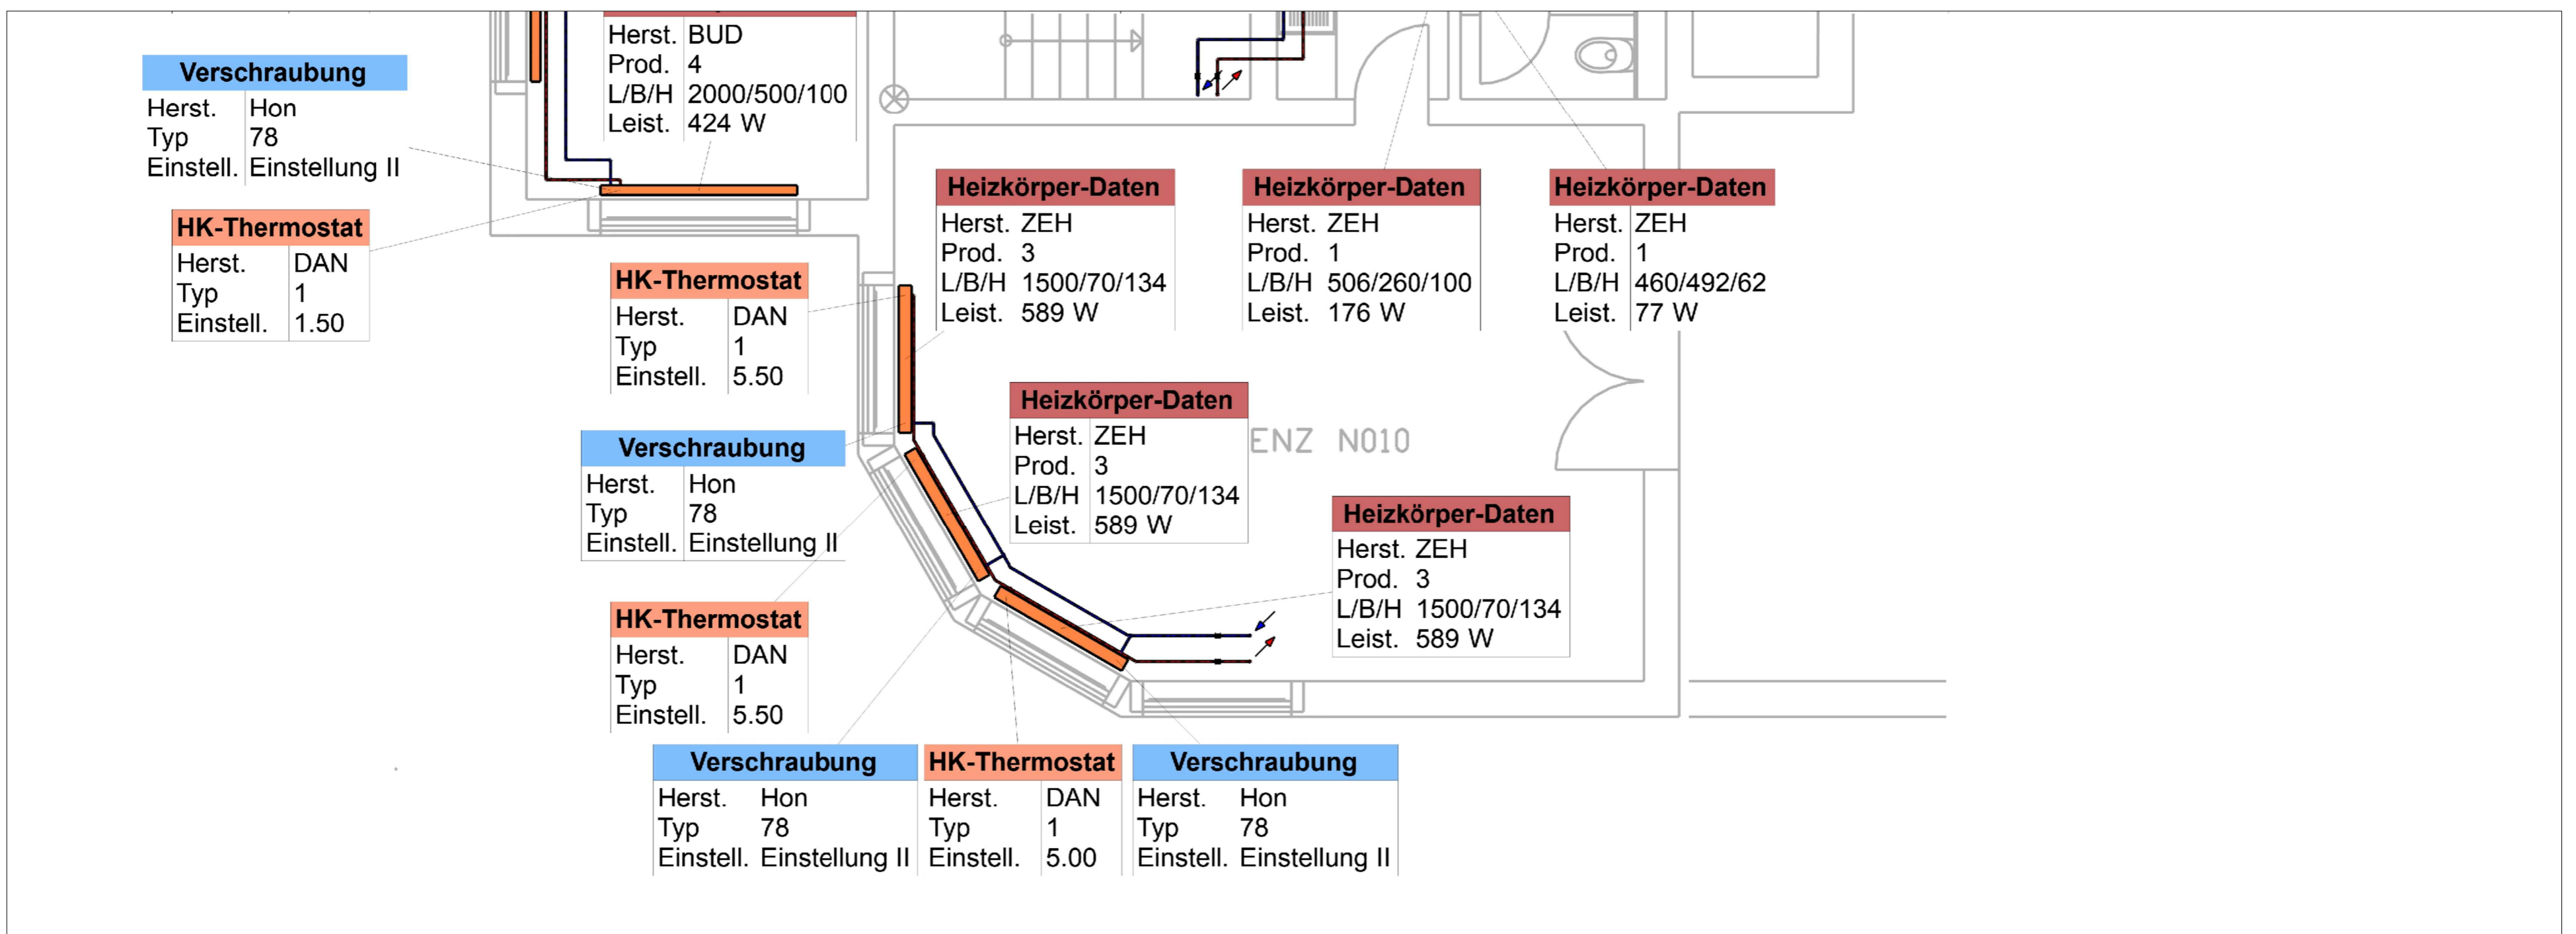 Herst. BUD
Prod. 4
L/B/H 2000/500/100
Leist. 424 W
Verschraubung
Herst. Hon
Typ 78
Einstell. Einstellung II
HK-Thermostat
Herst. DAN
Typ 1
Einstell. 1.50
Heizkörper-Daten
Herst. ZEH
Prod. 3
L/B/H 1500/70/134
Leist. 589 W
Heizkörper-Daten
Herst. ZEH
Prod. 1
L/B/H 506/260/100
Leist. 176 W
Heizkörper-Daten
Herst. ZEH
Prod. 1
L/B/H 460/492/62
Leist. 77 W
HK-Thermostat
Herst. DAN
Typ 1
Einstell. 5.50
Heizkörper-Daten
Herst. ZEH
Prod. 3
L/B/H 1500/70/134
Leist. 589 W
ENZ N010
Verschraubung
Herst. Hon
Typ 78
Einstell. Einstellung II
Heizkörper-Daten
Herst. ZEH
Prod. 3
L/B/H 1500/70/134
Leist. 589 W
HK-Thermostat
Herst. DAN
Typ 1
Einstell. 5.50
Verschraubung
Herst. Hon
Typ 78
Einstell. Einstellung II
HK-Thermostat
Herst. DAN
Typ 1
Einstell. 5.00
Verschraubung
Herst. Hon
Typ 78
Einstell. Einstellung II